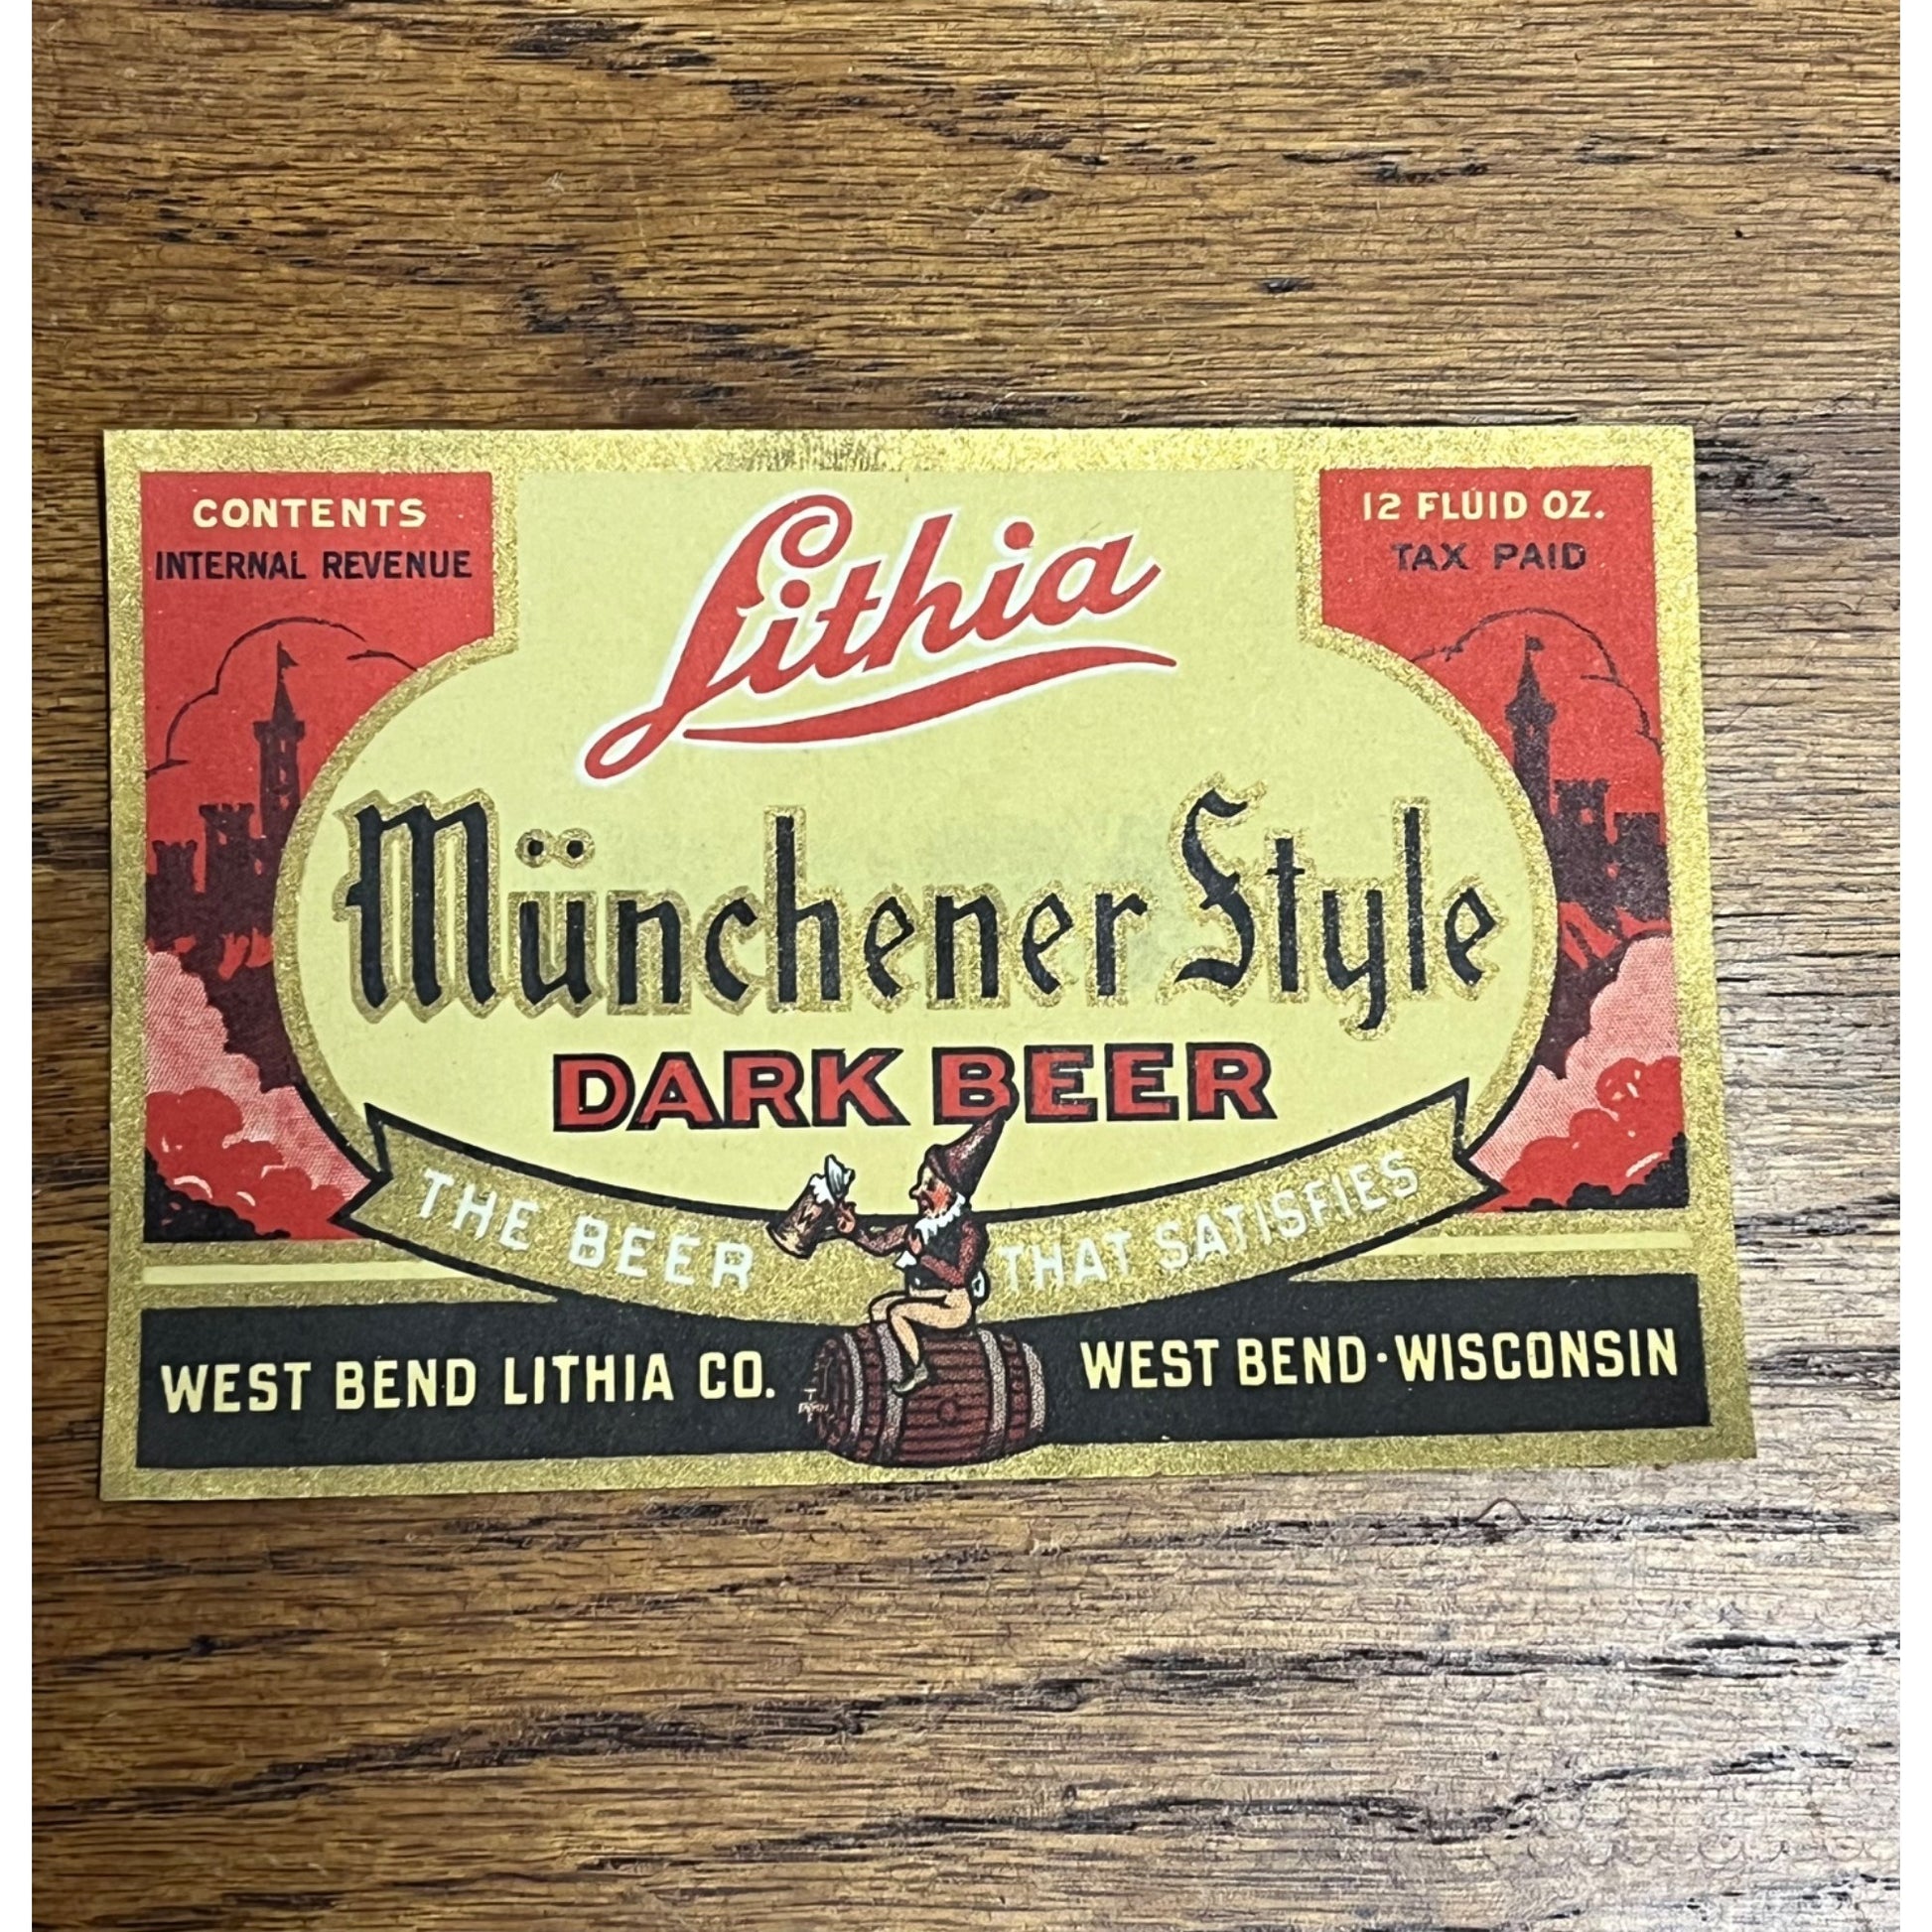 CONTENTS
INTERNAL REVENUE
12 FLUID OZ.
TAX PAID
Lithia
Münchener Style
DARK BEER
THE BEER THAT SATISFIES
WEST BEND LITHIA CO.
WEST BEND · WISCONSIN